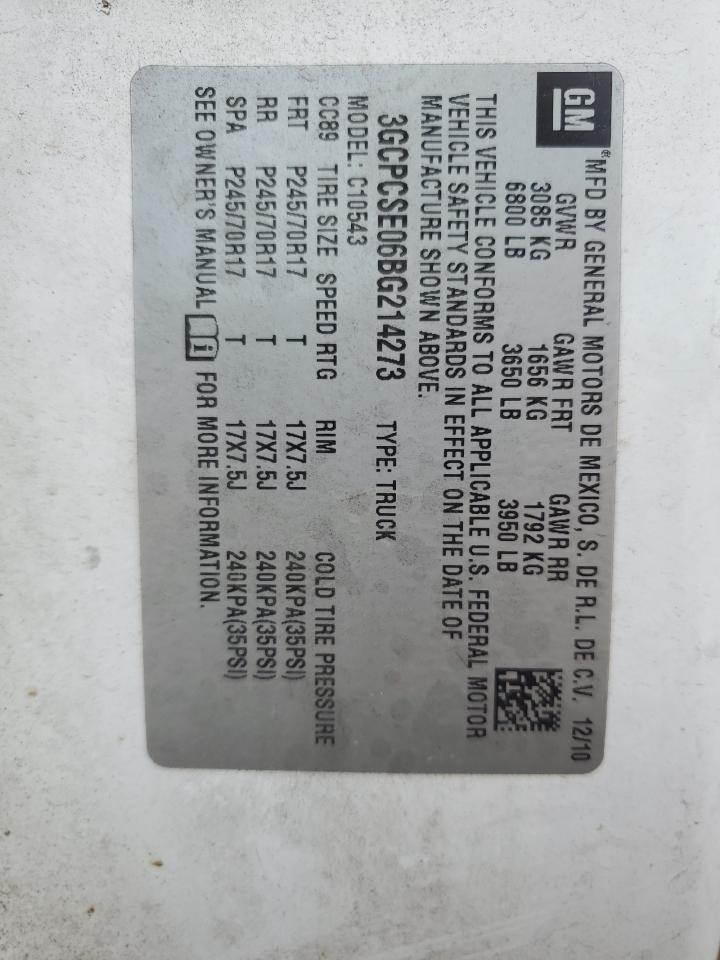 GM
® MFD BY GENERAL MOTORS DE MEXICO, S. DE R.L. DE C.V. 12/10
GVWR GAWR FRT GAWR RR
3085 KG 1656 KG 1792 KG
6800 LB 3650 LB 3950 LB
THIS VEHICLE CONFORMS TO ALL APPLICABLE U.S. FEDERAL MOTOR
VEHICLE SAFETY STANDARDS IN EFFECT ON THE DATE OF
MANUFACTURE SHOWN ABOVE.
3GCPCSE06BG214273 TYPE: TRUCK
MODEL: C10543
CC89 TIRE SIZE SPEED RTG RIM COLD TIRE PRESSURE
FRT P245/70R17 T 17X7.5J 240KPA(35PSI)
RR P245/70R17 T 17X7.5J 240KPA(35PSI)
SPA P245/70R17 T 17X7.5J 240KPA(35PSI)
SEE OWNER'S MANUAL i FOR MORE INFORMATION.